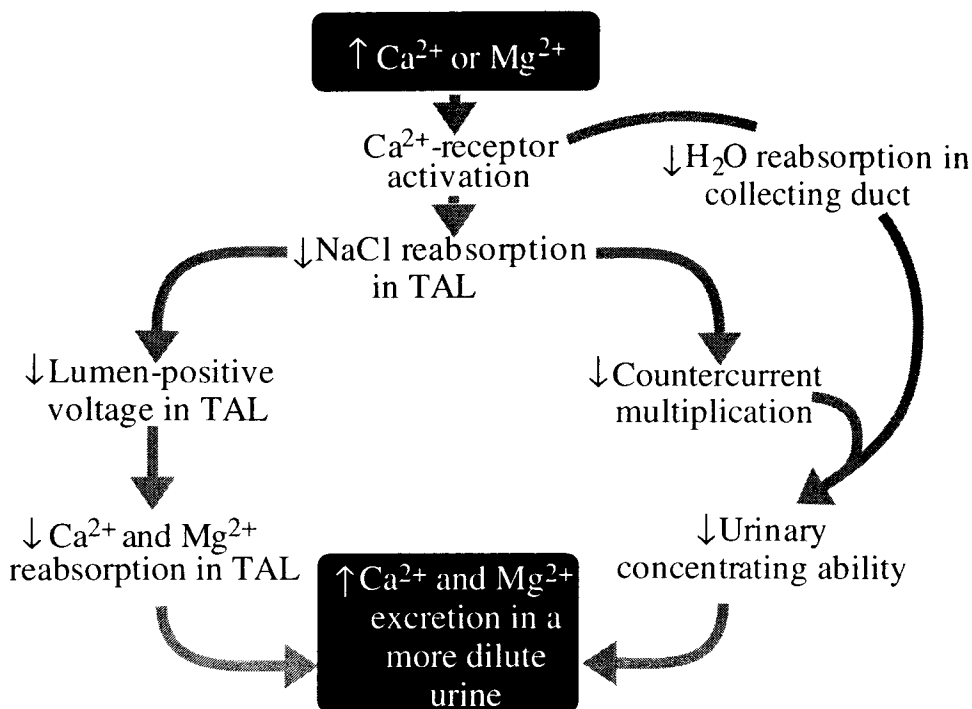 ↑ Ca²⁺ or Mg²⁺
Ca²⁺-receptor
activation
↓H₂O reabsorption in
collecting duct
↓NaCl reabsorption
in TAL
↓Lumen-positive
voltage in TAL
↓Countercurrent
multiplication
↓Ca²⁺ and Mg²⁺
reabsorption in TAL
↓Urinary
concentrating ability
↑Ca²⁺ and Mg²⁺
excretion in a
more dilute
urine